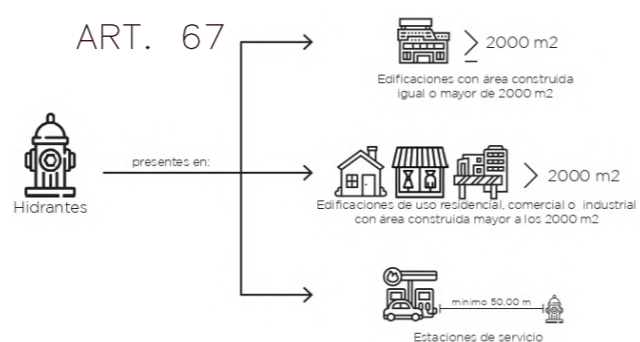 ART. 67
2000 m2
Edificaciones con área construida
igual o mayor de 2000 m2
presentes en:
Hidrantes
2000 m2
Edificaciones de uso residencial, comercial o industrial
con área construida mayor a los 2000 m2
mínimo 50.00 m
Estaciones de servicio